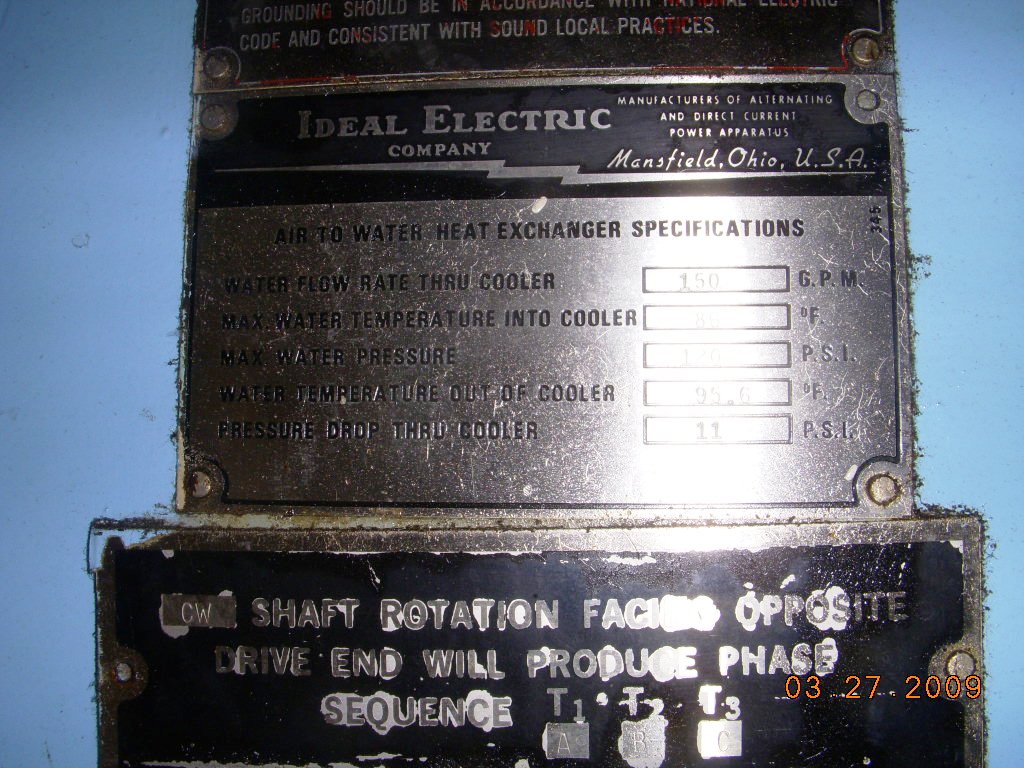 GROUNDING SHOULD BE IN ACCORDANCE WITH NATIONAL ELECTRIC
CODE AND CONSISTENT WITH SOUND LOCAL PRACTICES.
IDEAL ELECTRIC
COMPANY
MANUFACTURERS OF ALTERNATING
AND DIRECT CURRENT
POWER APPARATUS
Mansfield, Ohio, U.S.A.
345
AIR TO WATER HEAT EXCHANGER SPECIFICATIONS
WATER FLOW RATE THRU COOLER 150 G.P.M.
MAX. WATER TEMPERATURE INTO COOLER °F.
MAX. WATER PRESSURE P.S.I.
WATER TEMPERATURE OUT OF COOLER 95.6 °F.
PRESSURE DROP THRU COOLER 11 P.S.I.
CW SHAFT ROTATION FACING OPPOSITE
DRIVE END WILL PRODUCE PHASE
SEQUENCE T1 - T2 - T3
A B C
03 27 2009